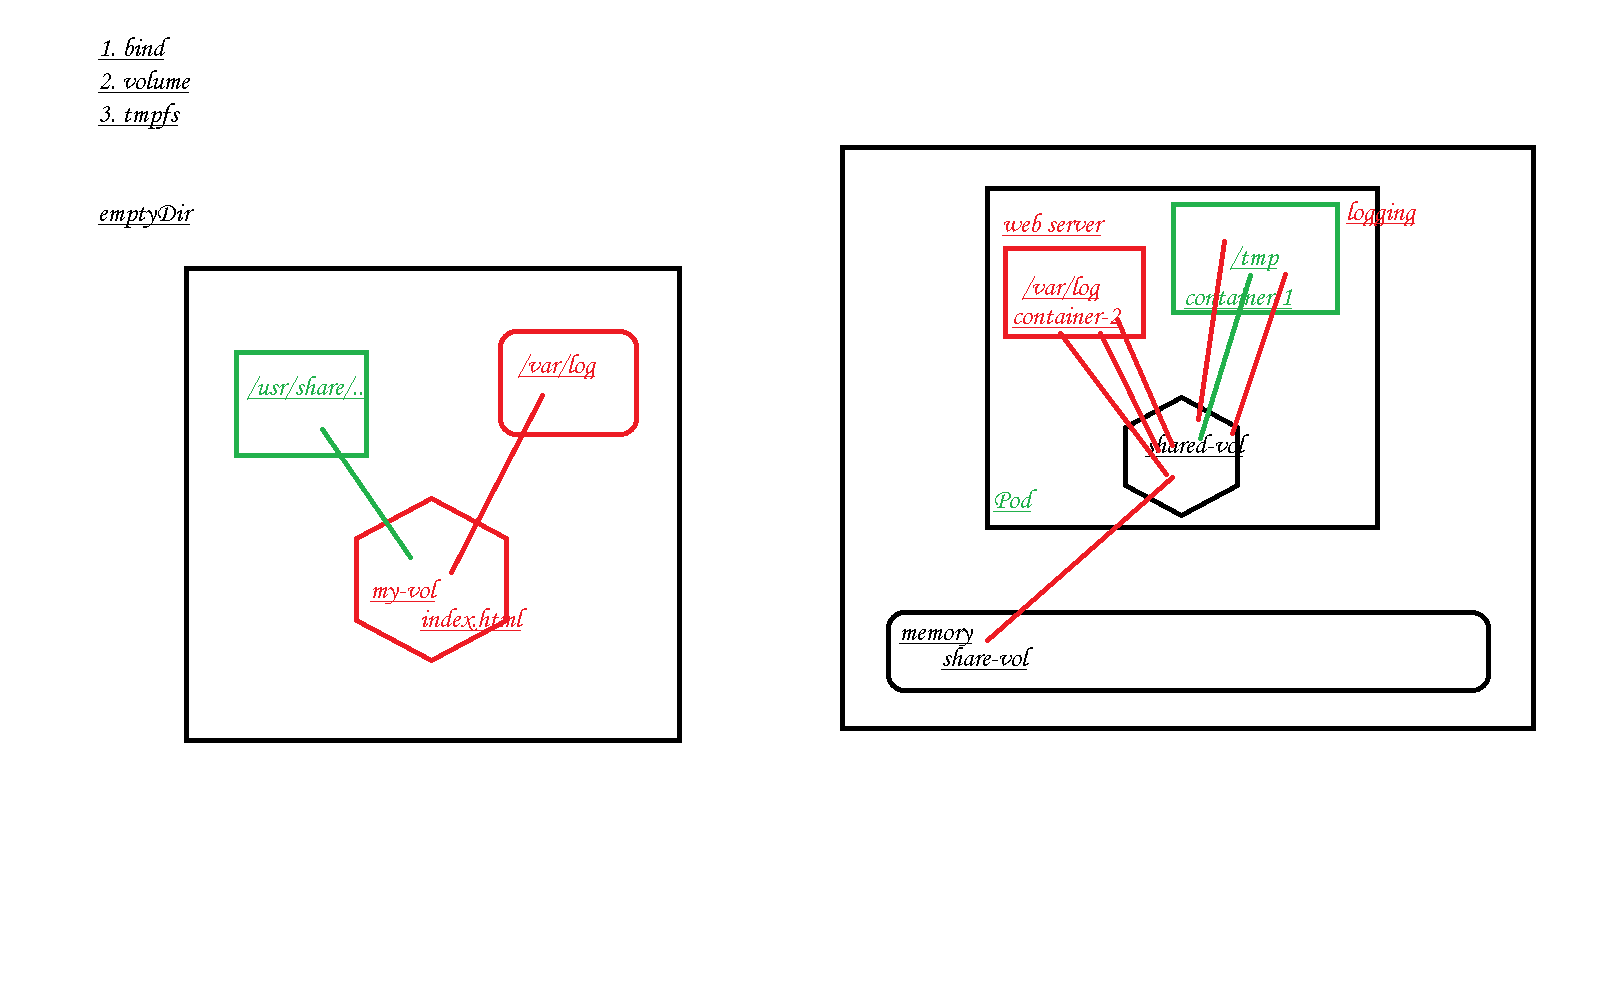 1. bind
2. volume
3. tmpfs
emptyDir
/usr/share/..
/var/log
my-vol
index.html
web server
logging
/var/log
container-2
/tmp
container-1
shared-vol
Pod
memory
share-vol